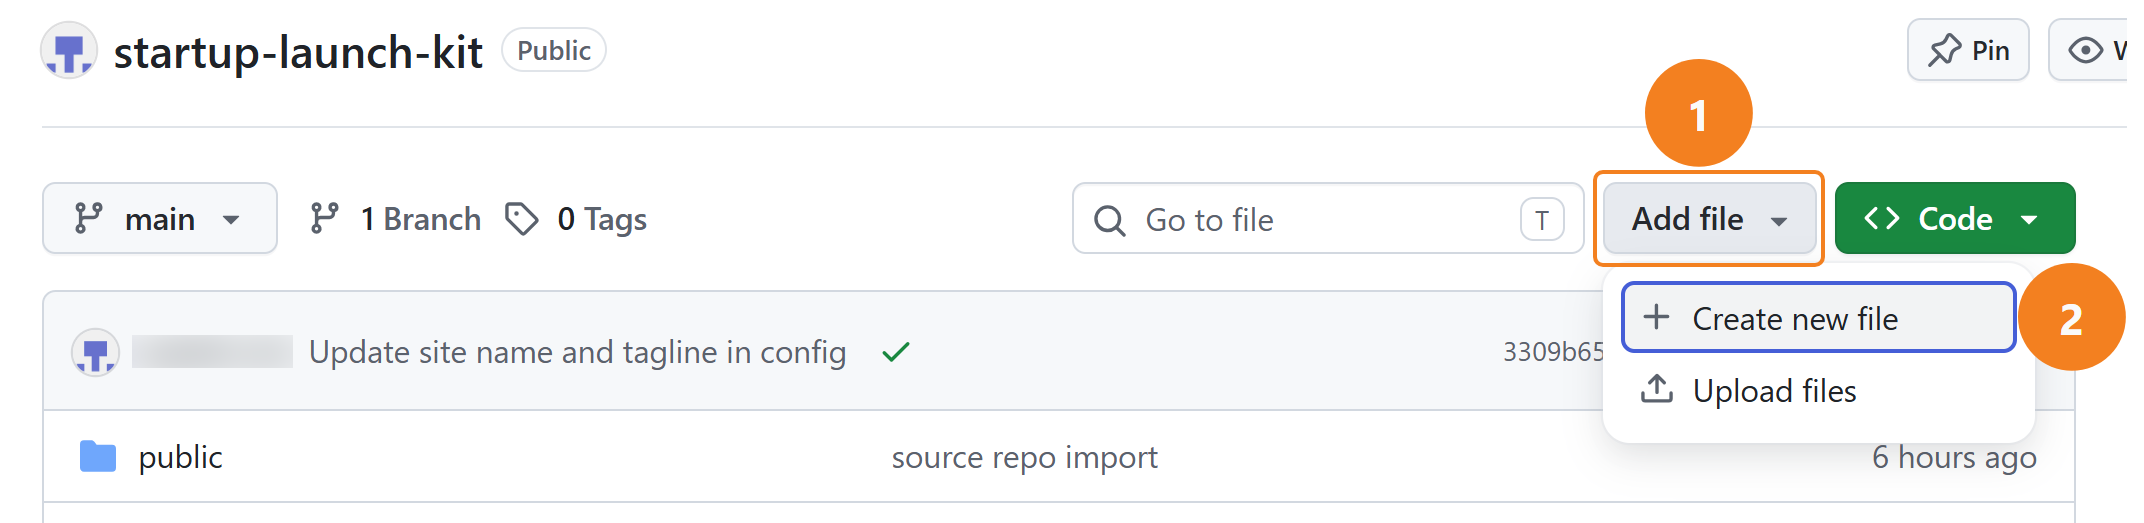 startup-launch-kit Public Pin
1
main 1 Branch 0 Tags Go to file T Add file Code
Create new file 2
Update site name and tagline in config 3309b65
Upload files
public source repo import 6 hours ago